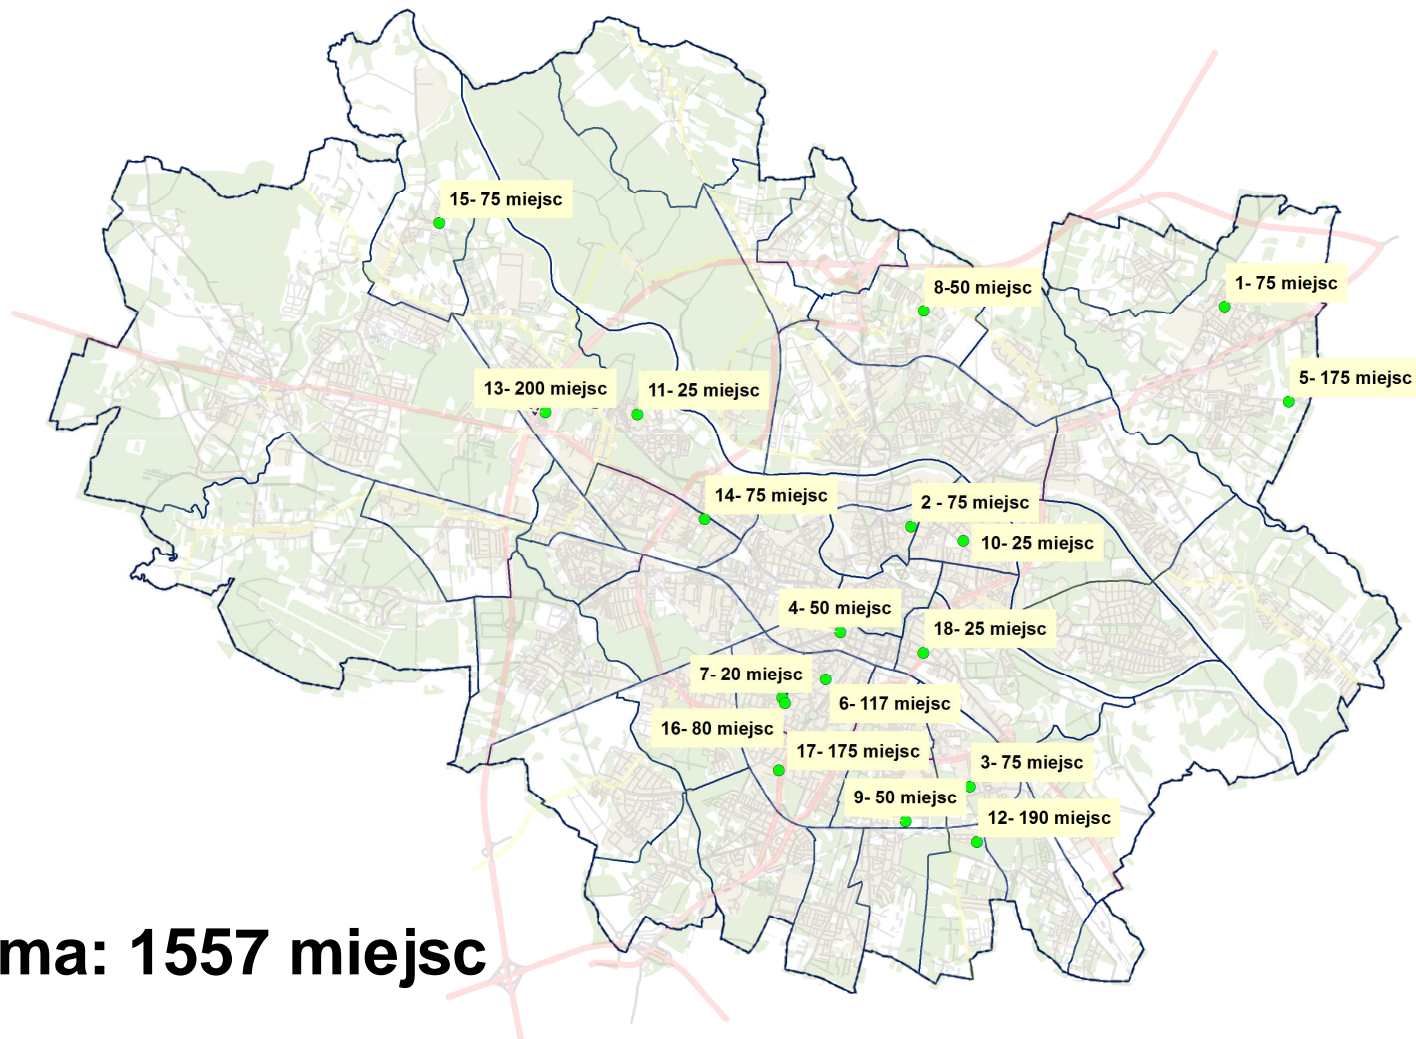 15- 75 miejsc
8-50 miejsc
1- 75 miejsc
5- 175 miejsc
13- 200 miejsc
11- 25 miejsc
14- 75 miejsc
2 - 75 miejsc
10- 25 miejsc
4- 50 miejsc
18- 25 miejsc
7- 20 miejsc
6- 117 miejsc
16- 80 miejsc
17- 175 miejsc
3- 75 miejsc
9- 50 miejsc
12- 190 miejsc
ma: 1557 miejsc